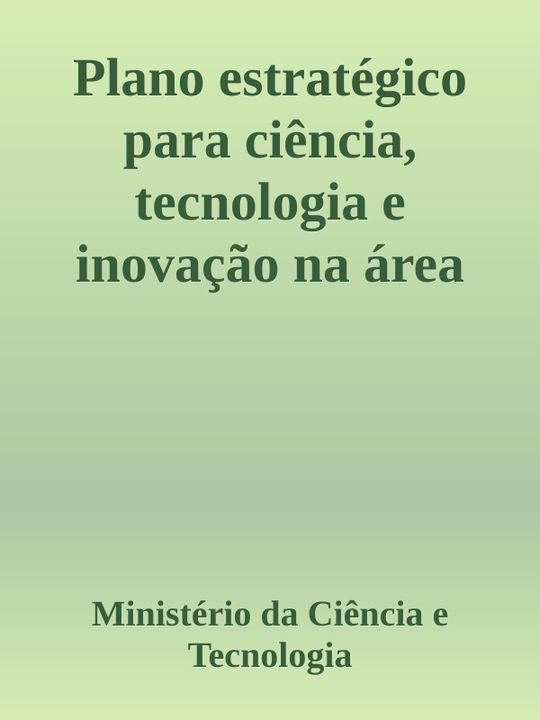 Plano estratégico
para ciência,
tecnologia e
inovação na área
Ministério da Ciência e
Tecnologia